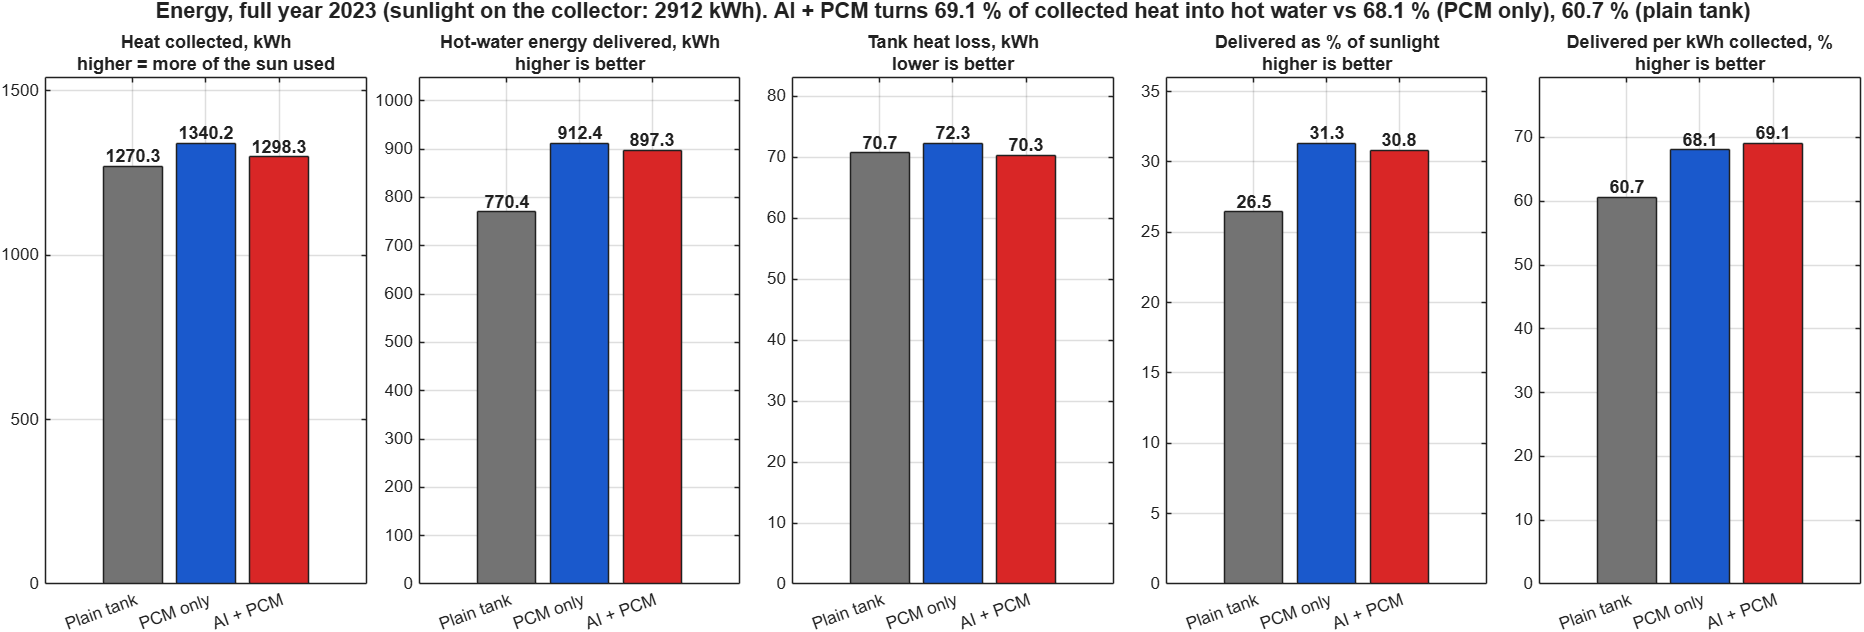 Energy, full year 2023 (sunlight on the collector: 2912 kWh). AI + PCM turns 69.1 % of collected heat into hot water vs 68.1 % (PCM only), 60.7 % (plain tank)
Heat collected, kWh
higher = more of the sun used
1500
1000
500
0
1270.3
1340.2
1298.3
Plain tank
PCM only
AI + PCM
Hot-water energy delivered, kWh
higher is better
1000
900
800
700
600
500
400
300
200
100
0
770.4
912.4
897.3
Plain tank
PCM only
AI + PCM
Tank heat loss, kWh
lower is better
80
70
60
50
40
30
20
10
0
70.7
72.3
70.3
Plain tank
PCM only
AI + PCM
Delivered as % of sunlight
higher is better
35
30
25
20
15
10
5
0
26.5
31.3
30.8
Plain tank
PCM only
AI + PCM
Delivered per kWh collected, %
higher is better
70
60
50
40
30
20
10
0
60.7
68.1
69.1
Plain tank
PCM only
AI + PCM